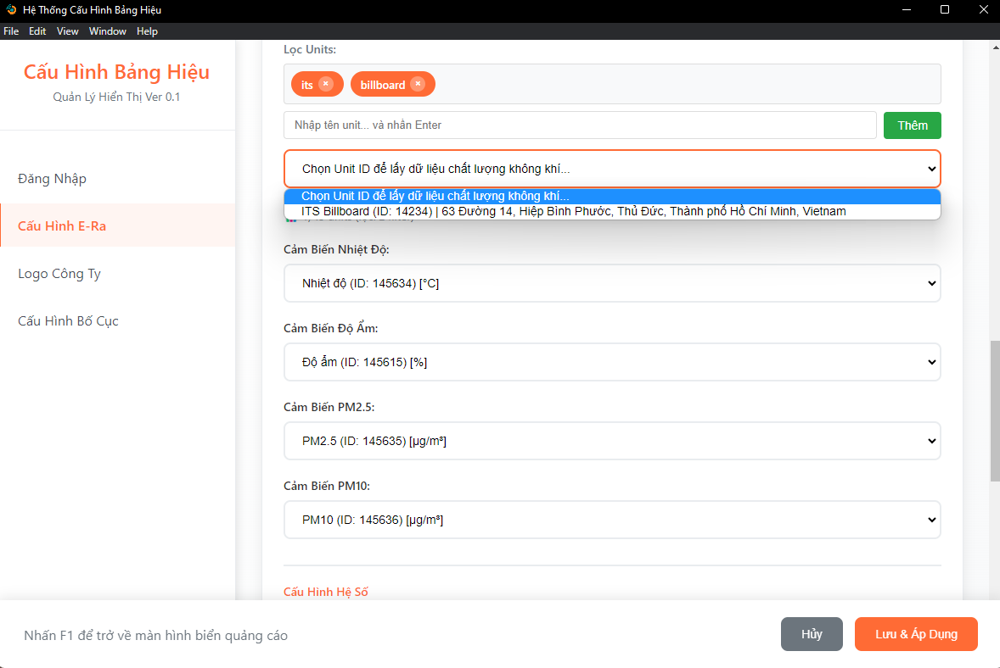 Hệ Thống Cấu Hình Bảng Hiệu
File Edit View Window Help
Cấu Hình Bảng Hiệu
Quản Lý Hiển Thị Ver 0.1
Đăng Nhập
Cấu Hình E-Ra
Logo Công Ty
Cấu Hình Bố Cục
Lọc Units:
its × billboard ×
Nhập tên unit... và nhấn Enter
Thêm
Chọn Unit ID để lấy dữ liệu chất lượng không khí...
Chọn Unit ID để lấy dữ liệu chất lượng không khí...
ITS Billboard (ID: 14234) | 63 Đường 14, Hiệp Bình Phước, Thủ Đức, Thành phố Hồ Chí Minh, Vietnam
Cảm Biến Nhiệt Độ:
Nhiệt độ (ID: 145634) [°C]
Cảm Biến Độ Ẩm:
Độ ẩm (ID: 145615) [%]
Cảm Biến PM2.5:
PM2.5 (ID: 145635) [µg/m³]
Cảm Biến PM10:
PM10 (ID: 145636) [µg/m³]
Cấu Hình Hệ Số
Nhấn F1 để trở về màn hình biển quảng cáo
Hủy
Lưu & Áp Dụng